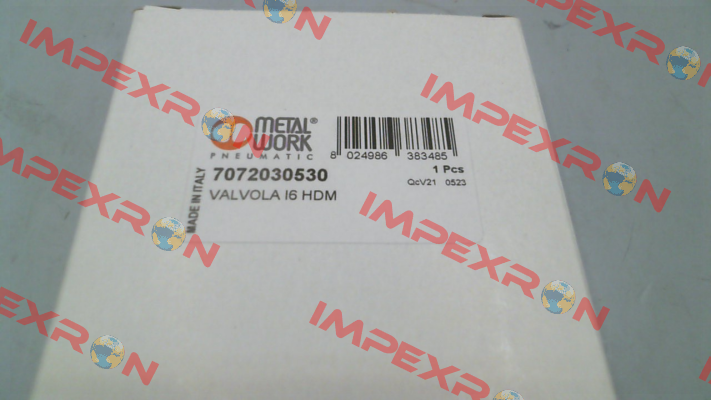 METAL®
WORK
PNEUMATIC
8 024986 383485
7072030530
1 Pcs
VALVOLA I6 HDM
QcV21 0523
MADE IN ITALY
IMPEXRON
IMPEXRON
IMPEXRON
IMPEXRON
IMPEXRON
IMPEXRON